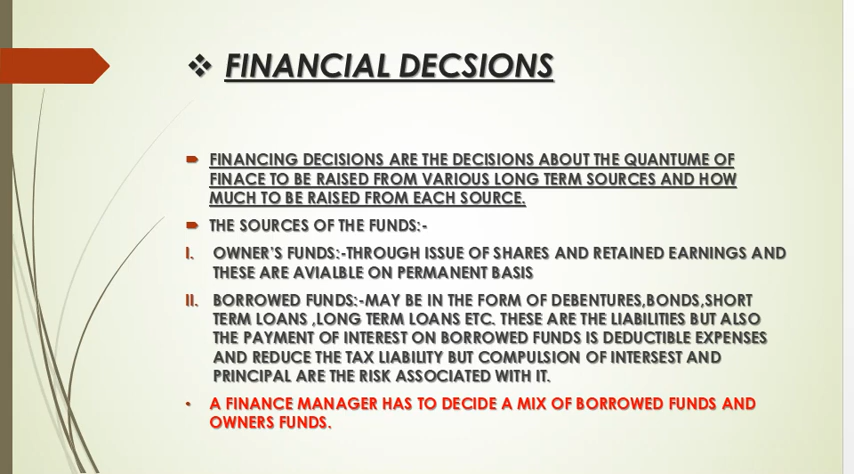 ❖ FINANCIAL DECSIONS
FINANCING DECISIONS ARE THE DECISIONS ABOUT THE QUANTUME OF
FINACE TO BE RAISED FROM VARIOUS LONG TERM SOURCES AND HOW
MUCH TO BE RAISED FROM EACH SOURCE.
THE SOURCES OF THE FUNDS:-
I. OWNER'S FUNDS:-THROUGH ISSUE OF SHARES AND RETAINED EARNINGS AND
THESE ARE AVIALBLE ON PERMANENT BASIS
II. BORROWED FUNDS:-MAY BE IN THE FORM OF DEBENTURES,BONDS,SHORT
TERM LOANS ,LONG TERM LOANS ETC. THESE ARE THE LIABILITIES BUT ALSO
THE PAYMENT OF INTEREST ON BORROWED FUNDS IS DEDUCTIBLE EXPENSES
AND REDUCE THE TAX LIABILITY BUT COMPULSION OF INTERSEST AND
PRINCIPAL ARE THE RISK ASSOCIATED WITH IT.
• A FINANCE MANAGER HAS TO DECIDE A MIX OF BORROWED FUNDS AND
OWNERS FUNDS.